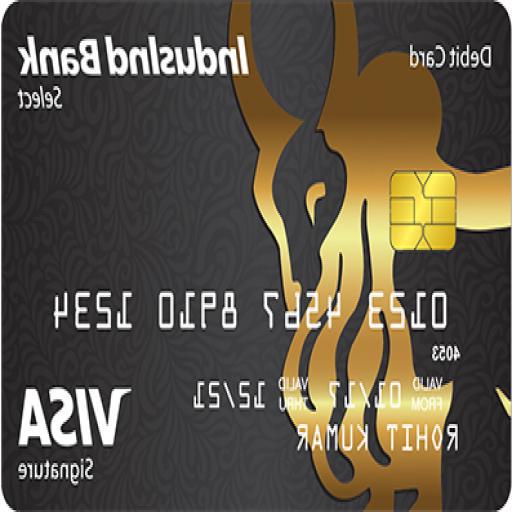 Debit Card IndusInd Bank
Select
0123 4567 8910 1234
4053
VALID FROM 01/17 VALID THRU 12/21
ROHIT KUMAR
VISA
Signature